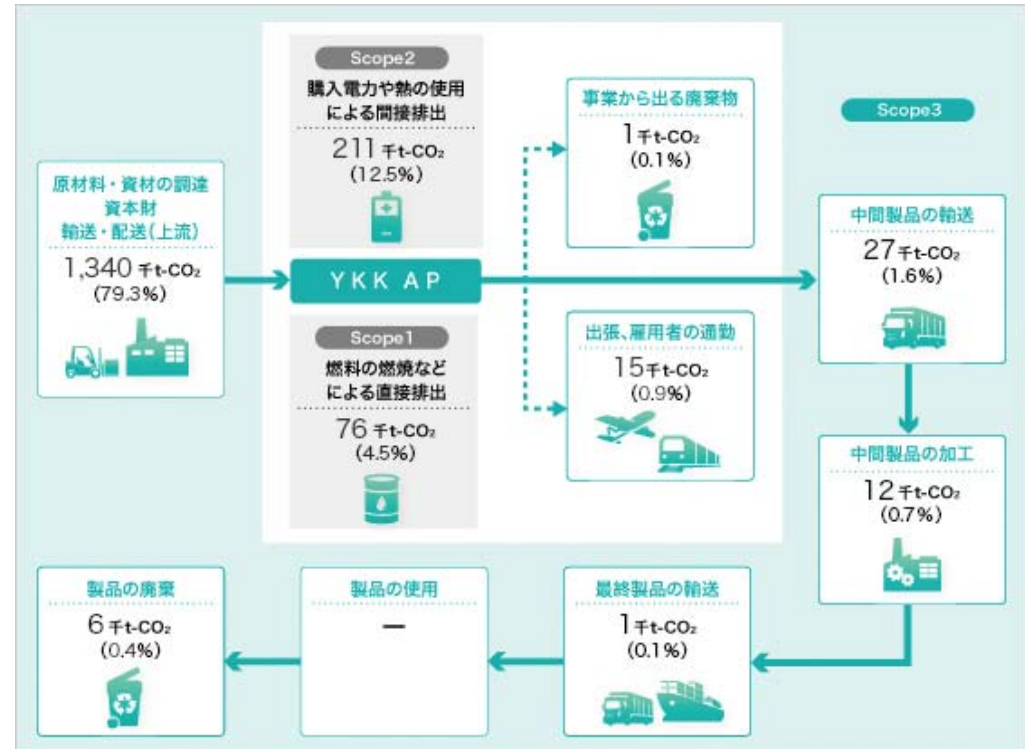 Scope2
購入電力や熱の使用
による間接排出
211 千t-CO₂
(12.5%)
事業から出る廃棄物
1千t-CO₂
(0.1%)
Scope3
原材料・資材の調達
資本財
輸送・配送(上流)
1,340 千t-CO₂
(79.3%)
YKK AP
中間製品の輸送
27千t-CO₂
(1.6%)
Scope1
燃料の燃焼など
による直接排出
76 千t-CO₂
(4.5%)
出張、雇用者の通勤
15千t-CO₂
(0.9%)
中間製品の加工
12千t-CO₂
(0.7%)
最終製品の輸送
1千t-CO₂
(0.1%)
製品の使用
ー
製品の廃棄
6千t-CO₂
(0.4%)